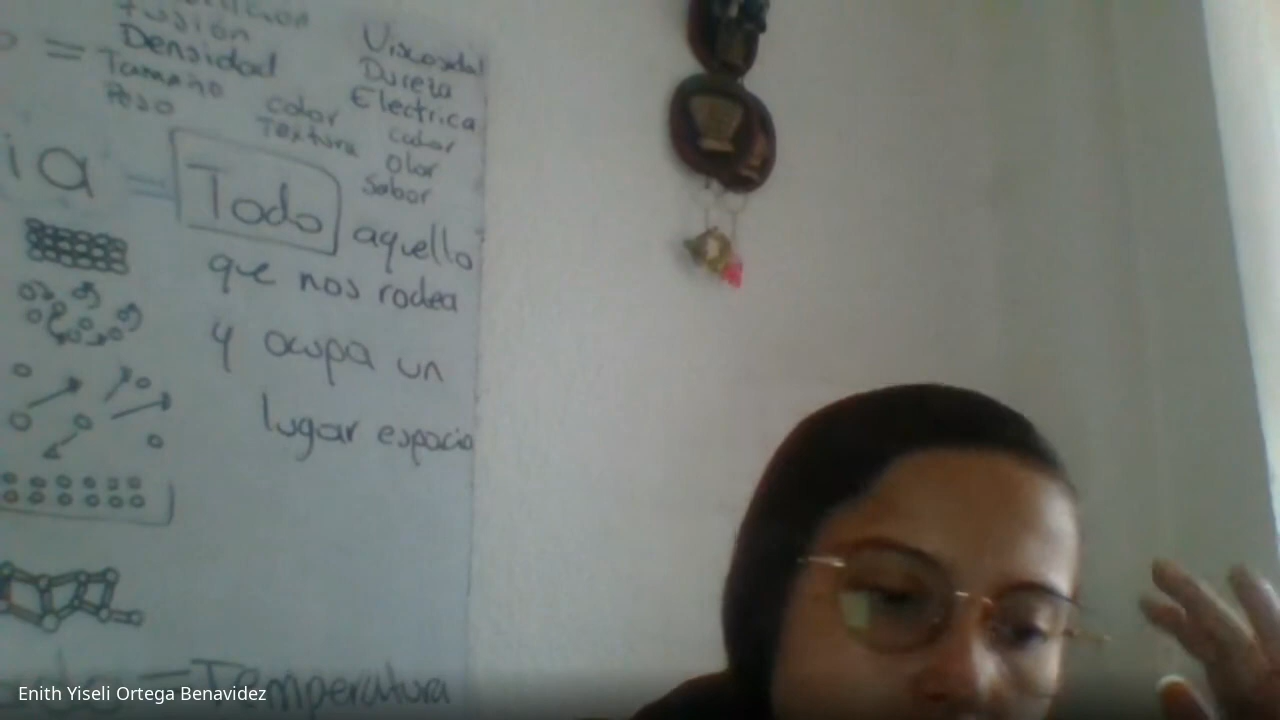 fusión
= Densidad Viscosidad
Tamaño Dureza
Peso color Electrica
Textura color
olor
sabor
ia = Todo aquello
que nos rodea
y ocupa un
lugar espacio
Temperatura
Enith Yiseli Ortega Benavidez